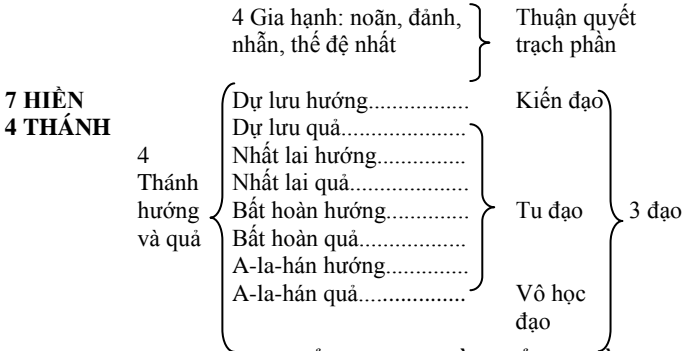 4 Gia hạnh: noãn, đảnh, Thuận quyết
nhẫn, thế đệ nhất trạch phần
7 HIỀN Dự lưu hướng................. Kiến đạo
4 THÁNH Dự lưu quả.....................
4 Nhất lai hướng...............
Thánh Nhất lai quả....................
hướng Bất hoàn hướng.............. Tu đạo 3 đạo
và quả Bất hoàn quả..................
A-la-hán hướng..............
A-la-hán quả...................... Vô học
đạo